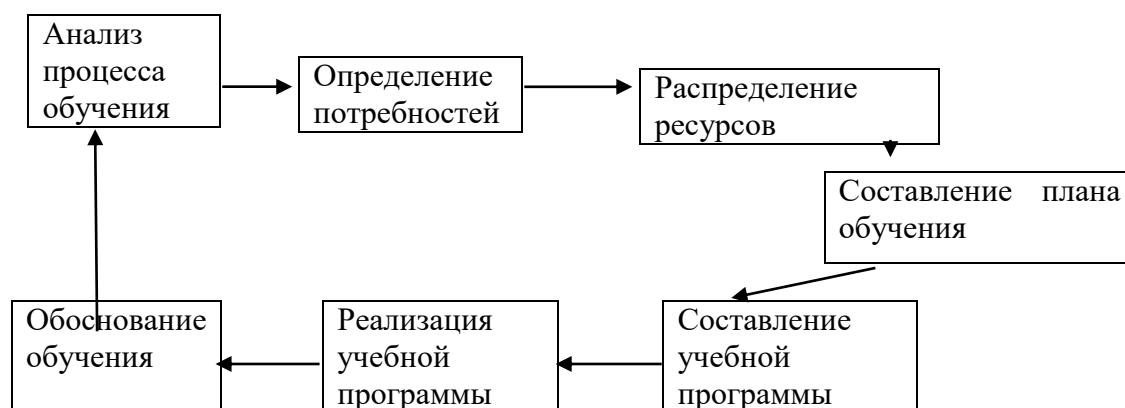 Анализ
процесса
обучения
Определение
потребностей
Распределение
ресурсов
Составление плана
обучения
Составление
учебной
программы
Реализация
учебной
программы
Обоснование
обучения